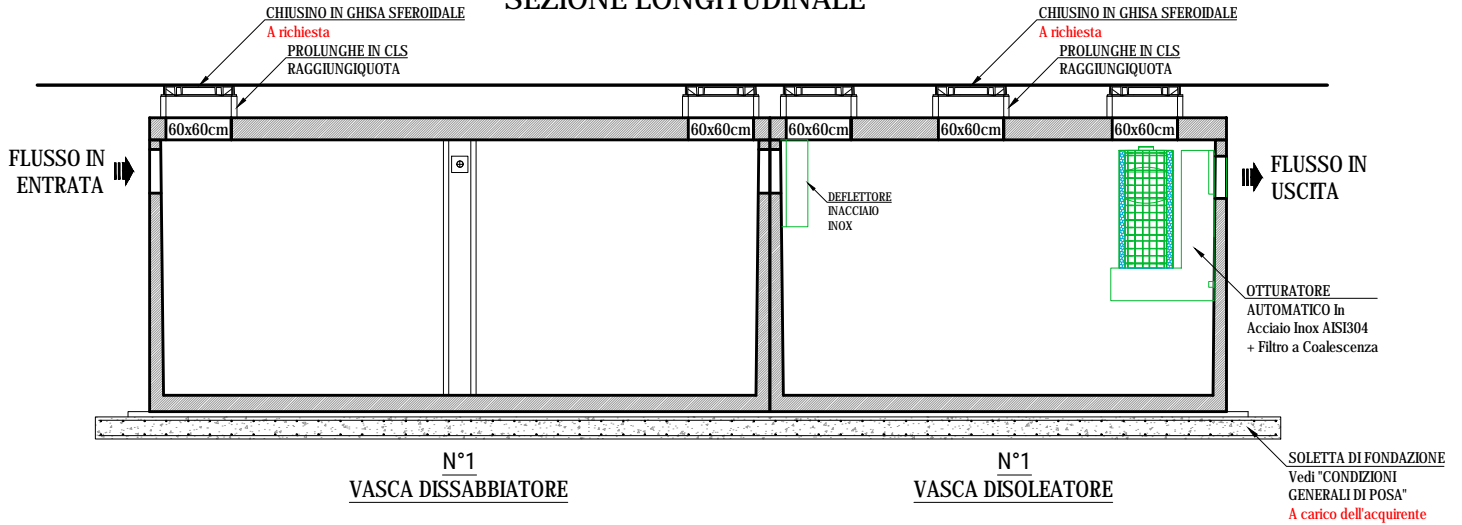 SEZIONE LONGITUDINALE
CHIUSINO IN GHISA SFEROIDALE
A richiesta
PROLUNGHE IN CLS
RAGGIUNGIQUOTA
CHIUSINO IN GHISA SFEROIDALE
A richiesta
PROLUNGHE IN CLS
RAGGIUNGIQUOTA
60x60cm
60x60cm
60x60cm
60x60cm
60x60cm
FLUSSO IN
ENTRATA
DEFLETTORE
INACCIAIO
INOX
FLUSSO IN
USCITA
OTTURATORE
AUTOMATICO In
Acciaio Inox AISI304
+ Filtro a Coalescenza
N°1
VASCA DISSABBIATORE
N°1
VASCA DISOLEATORE
SOLETTA DI FONDAZIONE
Vedi "CONDIZIONI
GENERALI DI POSA"
A carico dell'acquirente